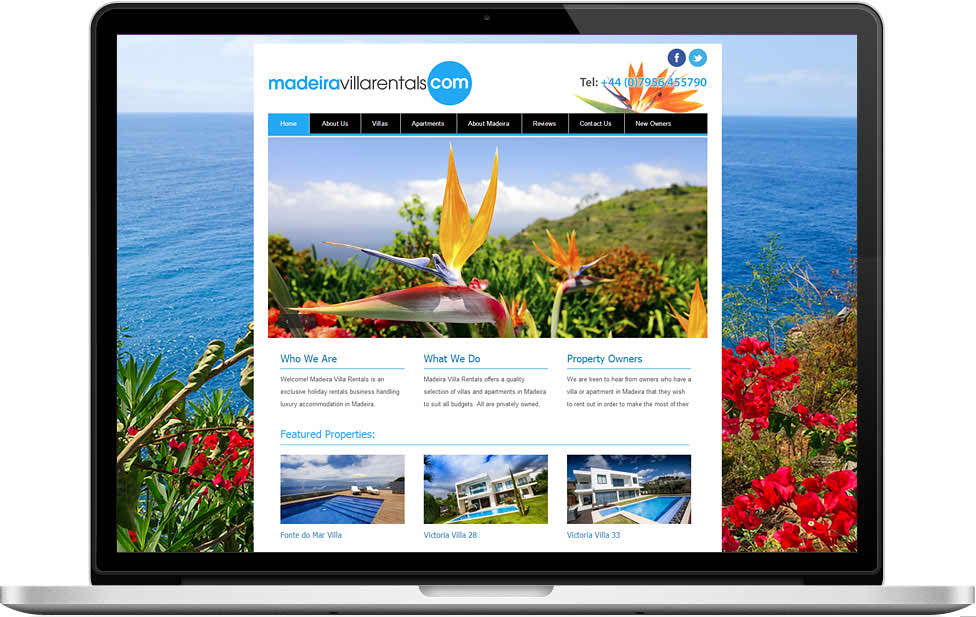 madeiravillarentals.com
Tel: +44 (0)7956 455790
Home About Us Villas Apartments About Madeira Reviews Contact Us New Owners
Who We Are
Welcome! Madeira Villa Rentals is an
exclusive holiday rentals business handling
luxury accommodation in Madeira.
What We Do
Madeira Villa Rentals offers a quality
selection of villas and apartments in Madeira
to suit all budgets. All are privately owned,
Property Owners
We are keen to hear from owners who have a
villa or apartment in Madeira that they wish
to rent out in order to make the most of their
Featured Properties:
Fonte do Mar Villa
Victoria Villa 28
Victoria Villa 33